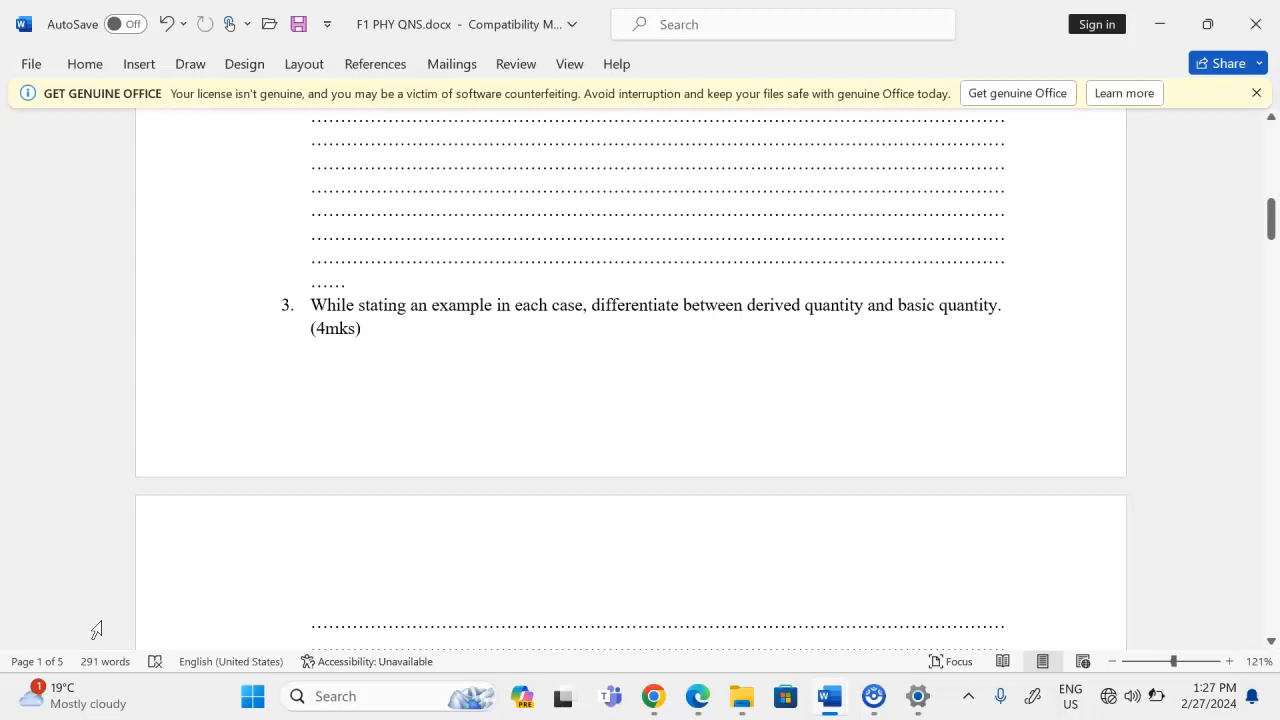 AutoSave Off F1 PHY QNS.docx - Compatibility M... Search Sign in
File Home Insert Draw Design Layout References Mailings Review View Help Share
GET GENUINE OFFICE Your license isn't genuine, and you may be a victim of software counterfeiting. Avoid interruption and keep your files safe with genuine Office today. Get genuine Office Learn more
3. While stating an example in each case, differentiate between derived quantity and basic quantity.
(4mks)
Page 1 of 5 291 words English (United States) Accessibility: Unavailable Focus 121%
1 19°C
Mostly cloudy
Search
PRE
ENG
US
1:27 PM
2/27/2024